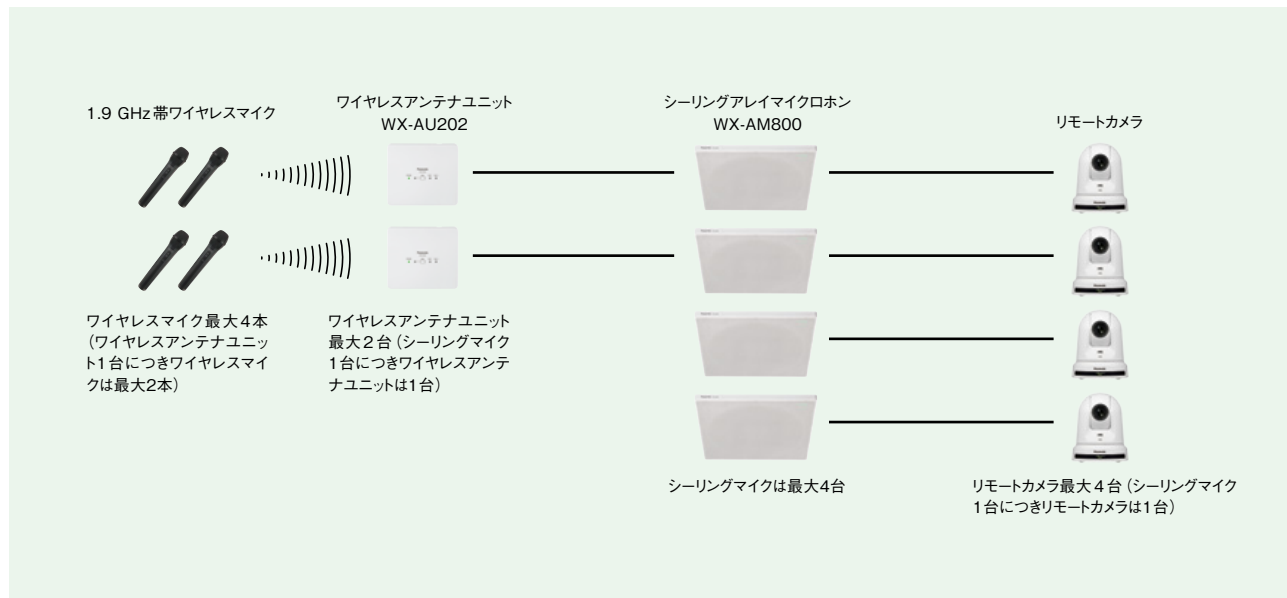 1.9 GHz帯ワイヤレスマイク
ワイヤレスアンテナユニット
WX-AU202
シーリングアレイマイクロホン
WX-AM800
リモートカメラ
ワイヤレスマイク最大4本
（ワイヤレスアンテナユニッ
ト1台につきワイヤレスマイ
クは最大2本）
ワイヤレスアンテナユニット
最大2台（シーリングマイク
1台につきワイヤレスアンテ
ナユニットは1台）
シーリングマイクは最大4台
リモートカメラ最大4台（シーリングマイク
1台につきリモートカメラは1台）